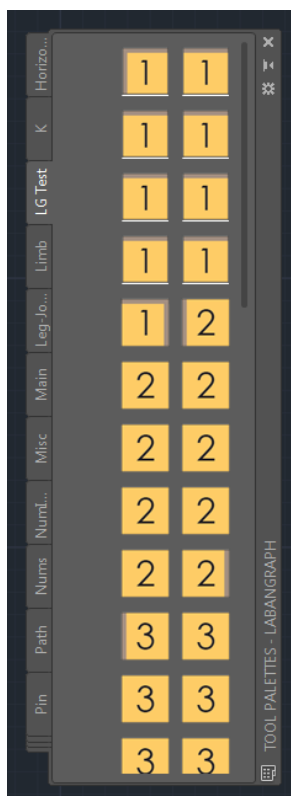 Horizo...
K
LG Test
Limb
Leg-Jo...
Main
Misc
NumI...
Nums
Path
Pin
1 1
1 1
1 1
1 1
1 2
2 2
2 2
2 2
2 2
3 3
3 3
3 3
TOOL PALETTES - LABANGRAPH